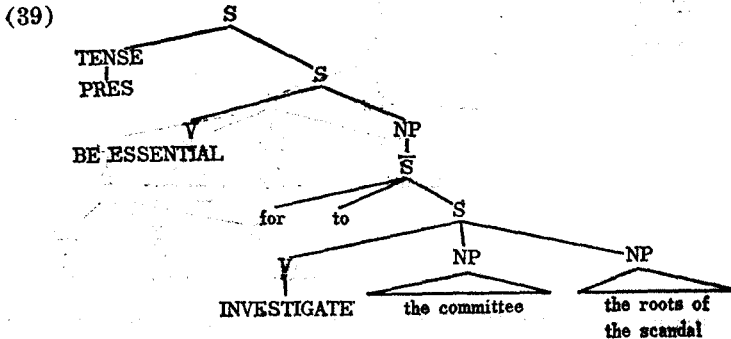 (39)
S
TENSE
PRES
S
V NP
BE ESSENTIAL
S̄
for to S
V NP NP
INVESTIGATE the committee the roots of
the scandal